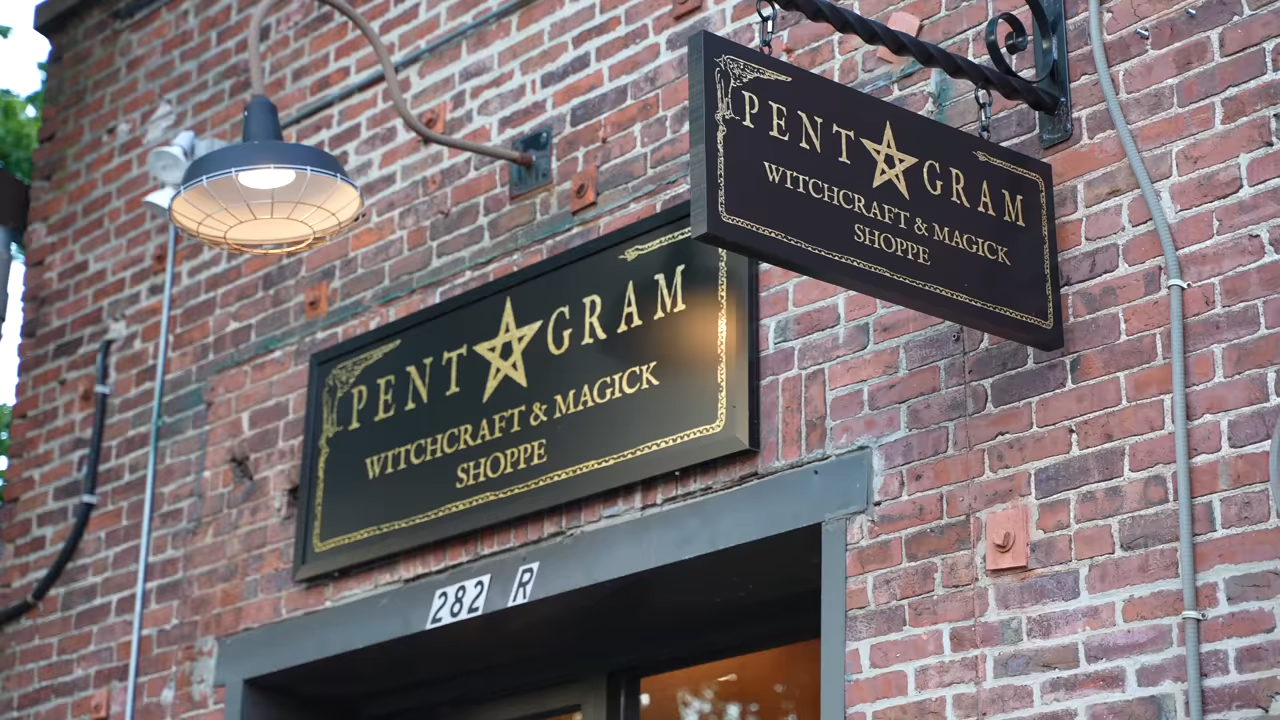 PENT★GRAM
WITCHCRAFT & MAGICK
SHOPPE
PENT★GRAM
WITCHCRAFT & MAGICK
SHOPPE
282 R